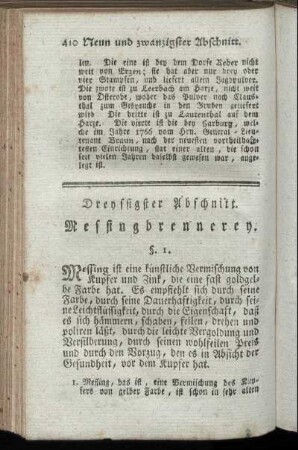 410 Neun und zwanzigster Abschnitt.
len. Die eine ist bey dem Dorfe Reher nicht
weit von Erzen; sie hat aber nur drey oder
vier Stampfen, und liefert allein Jagdpulver.
Die zwote ist zu Leerbach am Harze, nicht weit
von Osterode, woher das Pulver nach Claus-
thal zum Gesprenge in den Gruben geliefert
wird. Die dritte ist zu Lautenthal auf dem
Harze. Die vierte ist die bey Harburg, wel-
che im Jahre 1766 vom Hrn. General-Lieu-
tenant Braun, nach der neuesten vortheilhaf-
testen Einrichtung, statt einer alten, die schon
seit vielen Jahren daselbst gewesen war, ange-
legt ist.
Dreyssigster Abschnitt.
Messingbrennerey.
§. 1.
Messing ist eine künstliche Vermischung von
Kupfer und Zink, die eine fast goldgel-
be Farbe hat. Es empfiehlt sich durch seine
Farbe, durch seine Dauerhaftigkeit, durch sei-
ne Leichtflüssigkeit, durch die Eigenschaft, daß
es sich hämmern, schaben, feilen, drehen und
poliren läßt, durch die leichte Vergoldung und
Versilberung, durch seinen wohlfeilen Preis
und durch den Vorzug, den es in Absicht der
Gesundheit, vor dem Kupfer hat.
1. Messing, das ist, eine Vermischung des Kup-
fers von gelber Farbe, ist schon in sehr alten